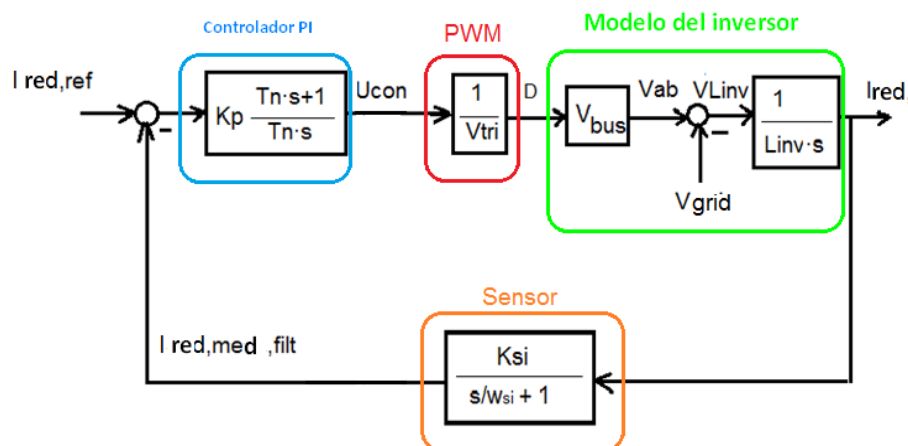 Controlador PI
PWM
Modelo del inversor
I red,ref
-
Kp Tn·s+1
Tn·s
Ucon
1
Vtri
D
Vbus
Vab
VLinv
-
1
Linv·s
Ired
Vgrid
Sensor
I red,med ,filt
Ksi
s/wsi + 1